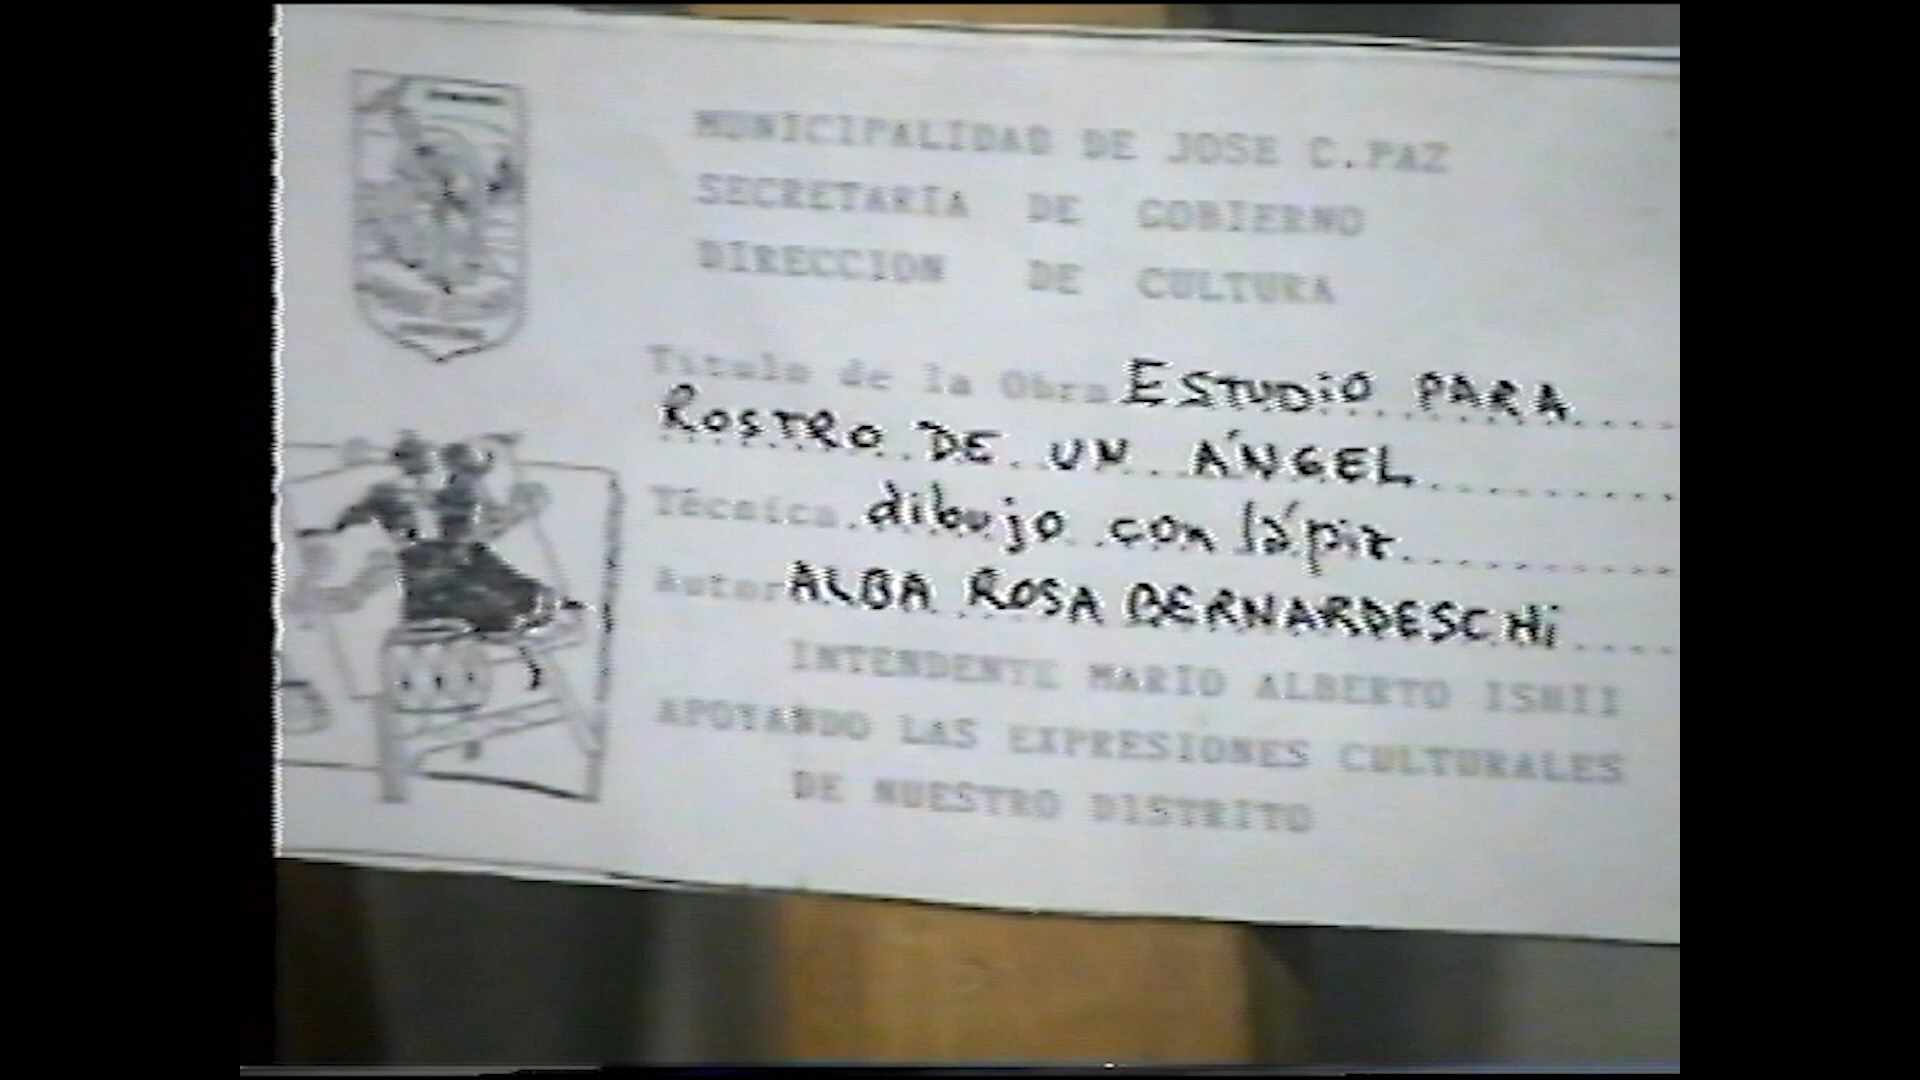 MUNICIPALIDAD DE JOSE C. PAZ
SECRETARIA DE GOBIERNO
DIRECCION DE CULTURA
Titulo de la Obra ESTUDIO PARA
ROSTRO DE UN ÁNGEL
Técnica dibujo con lápiz
Autor ALBA ROSA BERNARDESCHI
INTENDENTE MARIO ALBERTO ISHII
APOYANDO LAS EXPRESIONES CULTURALES
DE NUESTRO DISTRITO